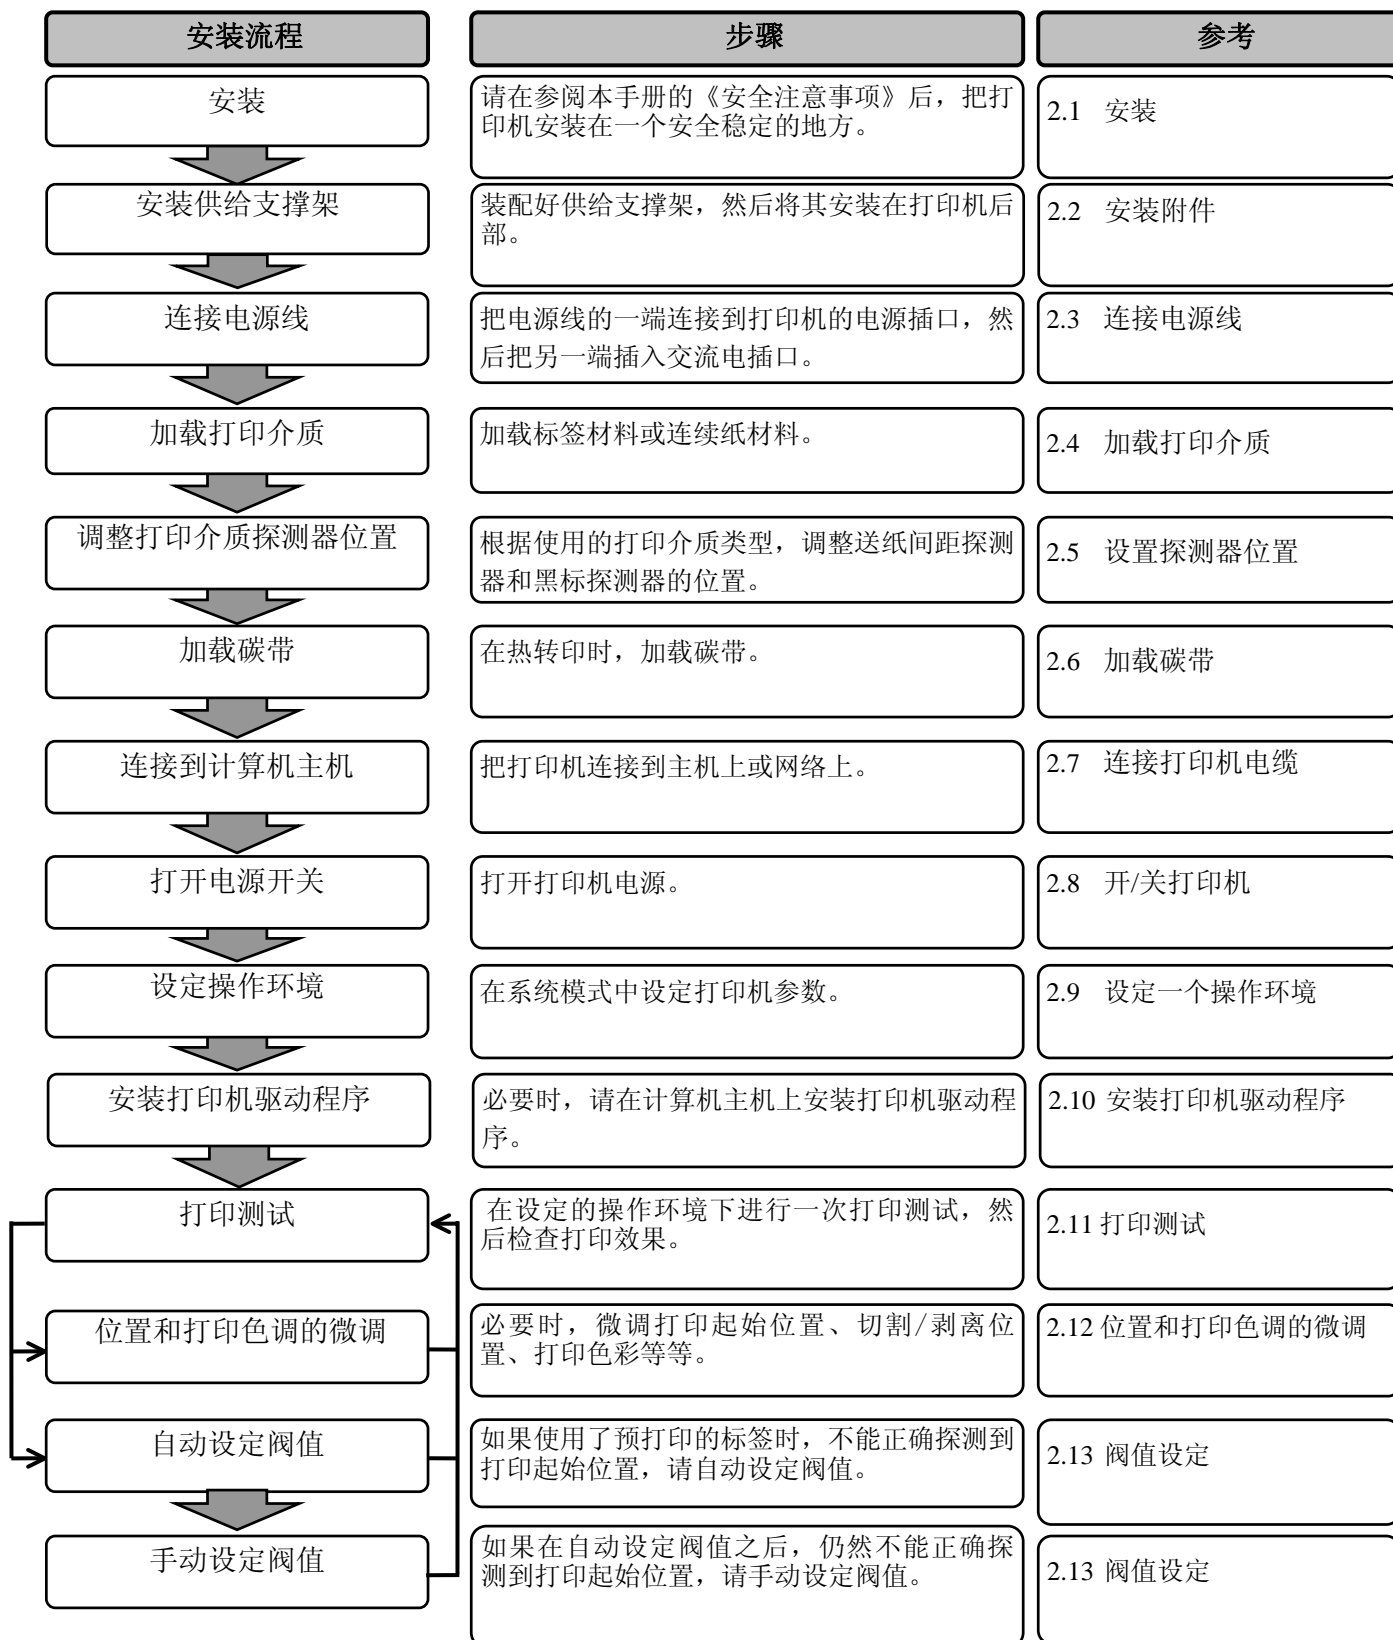 安装流程
步骤
参考
安装
请在参阅本手册的《安全注意事项》后，把打
印机安装在一个安全稳定的地方。
2.1 安装
安装供给支撑架
装配好供给支撑架，然后将其安装在打印机后
部。
2.2 安装附件
连接电源线
把电源线的一端连接到打印机的电源插口，然
后把另一端插入交流电插口。
2.3 连接电源线
加载打印介质
加载标签材料或连续纸材料。
2.4 加载打印介质
调整打印介质探测器位置
根据使用的打印介质类型，调整送纸间距探测
器和黑标探测器的位置。
2.5 设置探测器位置
加载碳带
在热转印时，加载碳带。
2.6 加载碳带
连接到计算机主机
把打印机连接到主机上或网络上。
2.7 连接打印机电缆
打开电源开关
打开打印机电源。
2.8 开/关打印机
设定操作环境
在系统模式中设定打印机参数。
2.9 设定一个操作环境
安装打印机驱动程序
必要时，请在计算机主机上安装打印机驱动程
序。
2.10 安装打印机驱动程序
打印测试
在设定的操作环境下进行一次打印测试，然
后检查打印效果。
2.11 打印测试
位置和打印色调的微调
必要时，微调打印起始位置、切割/剥离位
置、打印色彩等等。
2.12 位置和打印色调的微调
自动设定阀值
如果使用了预打印的标签时，不能正确探测到
打印起始位置，请自动设定阀值。
2.13 阀值设定
手动设定阀值
如果在自动设定阀值之后，仍然不能正确探
测到打印起始位置，请手动设定阀值。
2.13 阀值设定